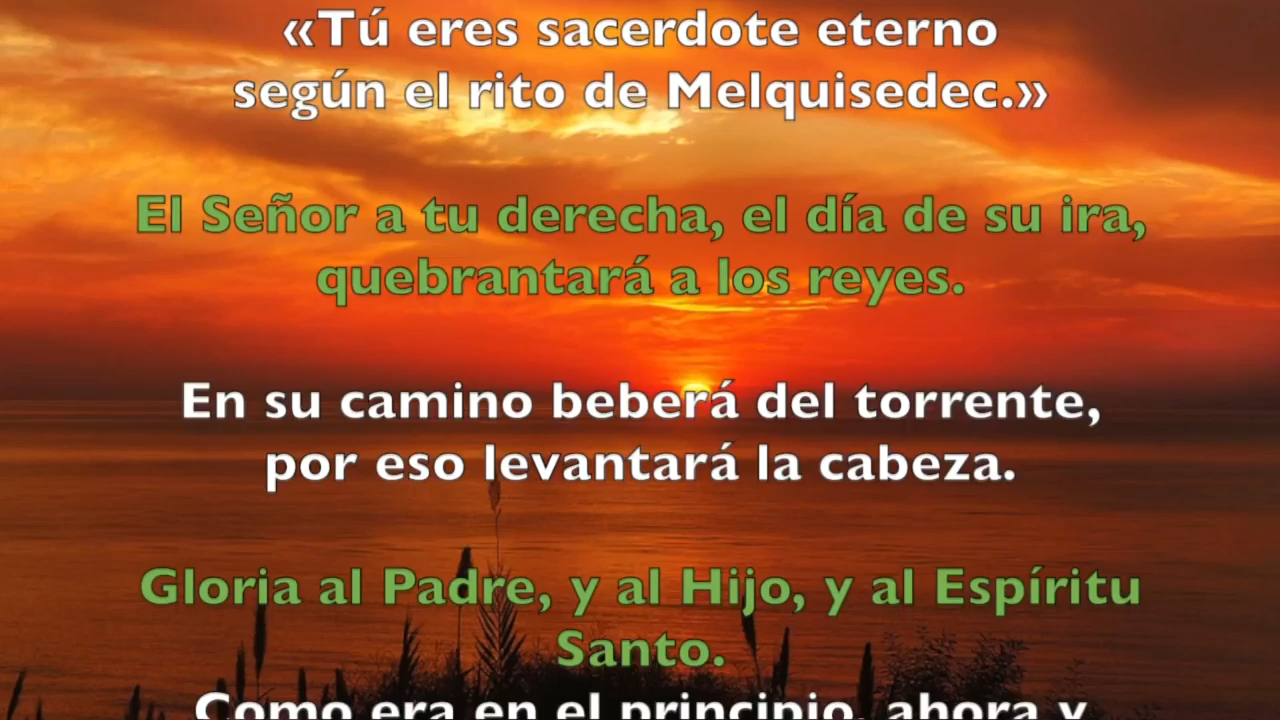 «Tú eres sacerdote eterno
según el rito de Melquisedec.»
El Señor a tu derecha, el día de su ira,
quebrantará a los reyes.
En su camino beberá del torrente,
por eso levantará la cabeza.
Gloria al Padre, y al Hijo, y al Espíritu
Santo.
Como era en el principio, ahora y